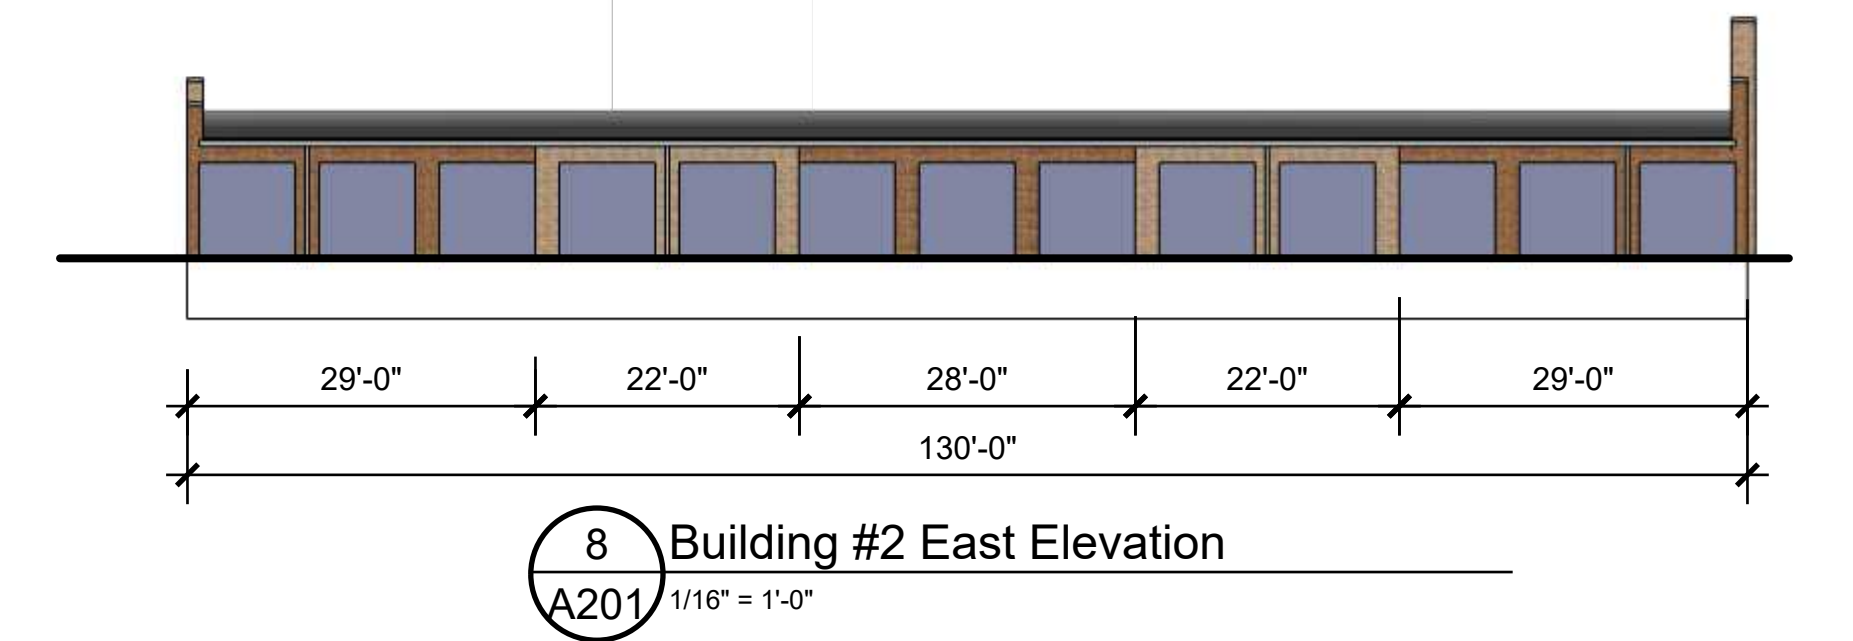 29'-0" 22'-0" 28'-0" 22'-0" 29'-0"
130'-0"
8 Building #2 East Elevation
A201 1/16" = 1'-0"